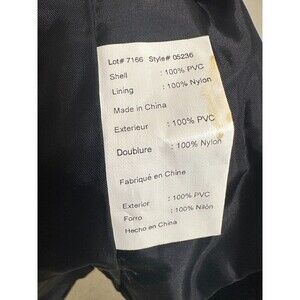 Lot# 7166 Style# 05236
Shell : 100% PVC
Lining : 100% Nylon
Made in China
Exterieur : 100% PVC
Doublure : 100% Nylon
Fabriqué en Chine
Exterior : 100% PVC
Forro : 100% Nilón
Hecho en China